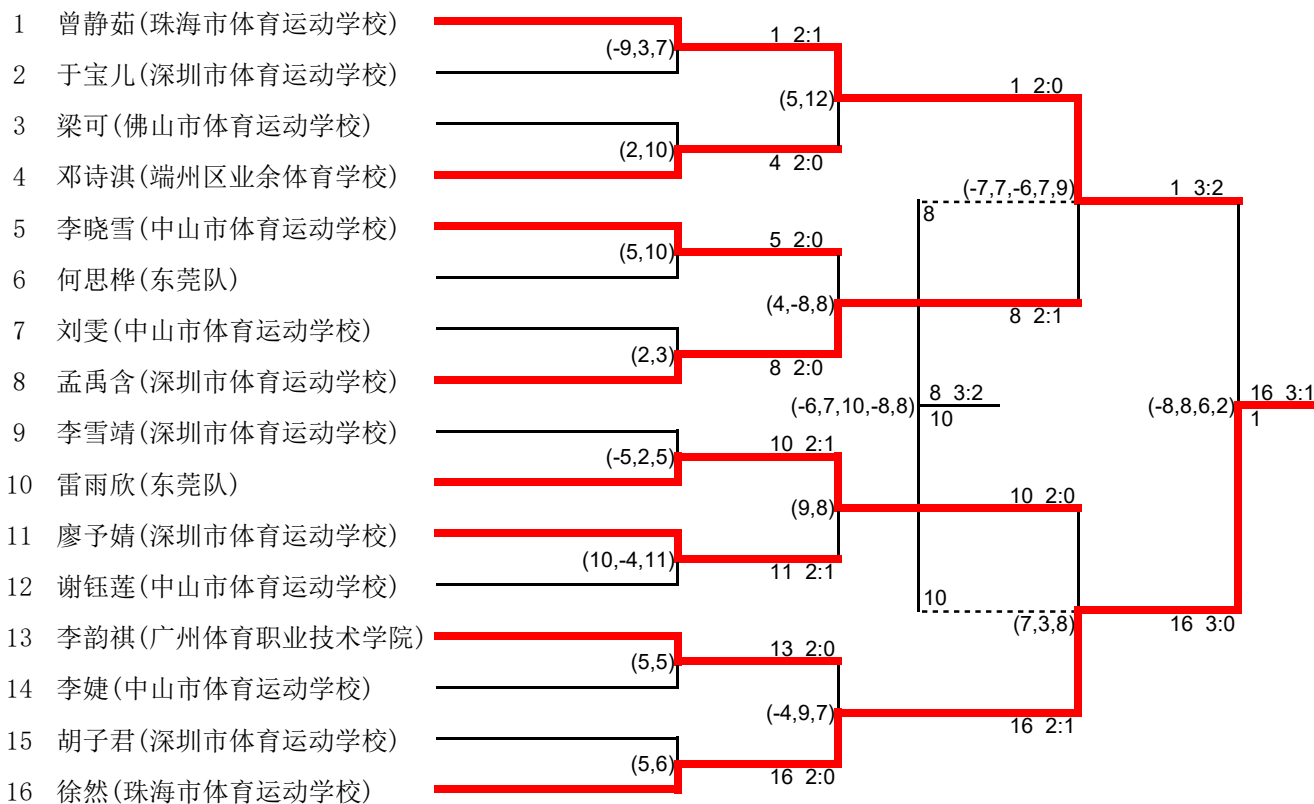 1 曾静茹(珠海市体育运动学校)
1 2:1
(-9,3,7)
2 于宝儿(深圳市体育运动学校)
1 2:0
(5,12)
3 梁可(佛山市体育运动学校)
(2,10)
4 2:0
4 邓诗淇(端州区业余体育学校)
(-7,7,-6,7,9)
1 3:2
8
5 李晓雪(中山市体育运动学校)
5 2:0
(5,10)
6 何思桦(东莞队)
(4,-8,8)
8 2:1
7 刘雯(中山市体育运动学校)
(2,3)
8 2:0
8 孟禹含(深圳市体育运动学校)
(-6,7,10,-8,8)
8 3:2
10
(-8,8,6,2)
16 3:1
1
9 李雪靖(深圳市体育运动学校)
10 2:1
(-5,2,5)
10 雷雨欣(东莞队)
10 2:0
(9,8)
11 廖予婧(深圳市体育运动学校)
(10,-4,11)
11 2:1
12 谢钰莲(中山市体育运动学校)
10
(7,3,8)
16 3:0
13 李韵祺(广州体育职业技术学院)
13 2:0
(5,5)
14 李婕(中山市体育运动学校)
(-4,9,7)
16 2:1
15 胡子君(深圳市体育运动学校)
(5,6)
16 2:0
16 徐然(珠海市体育运动学校)